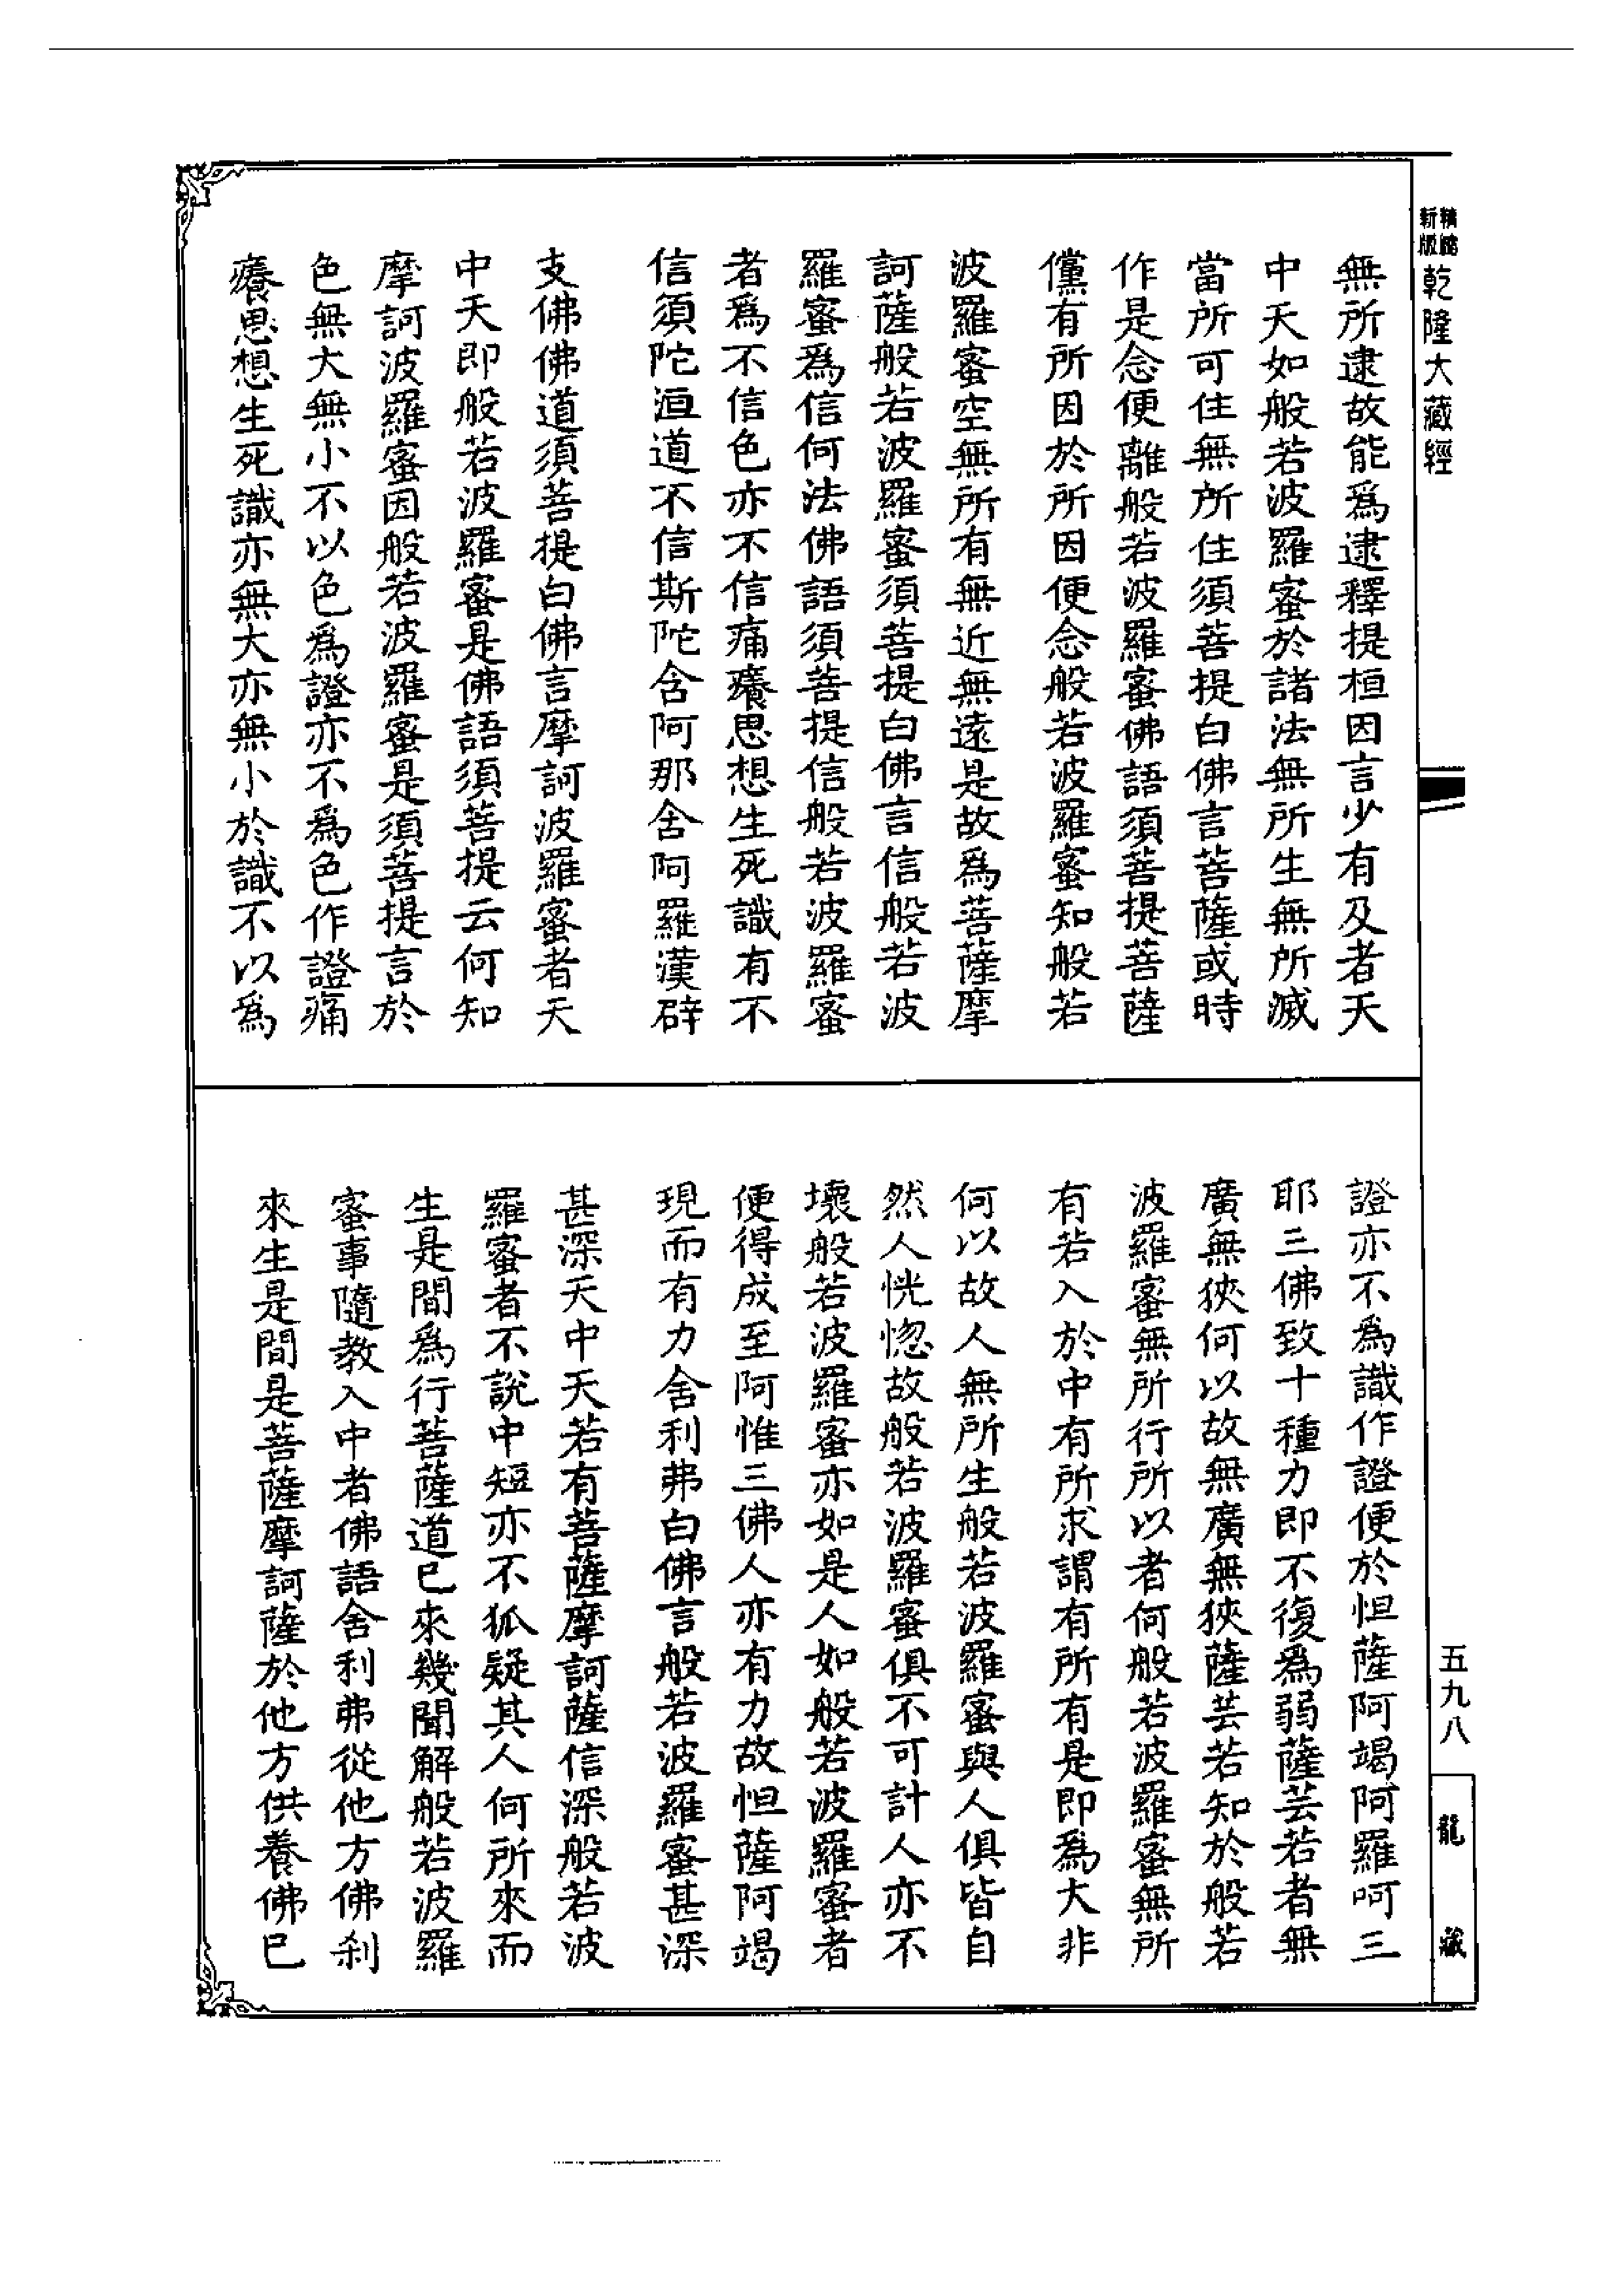 精縮新版乾隆大藏經
無所逮故能爲逮釋提桓因言少有及者天
中天如般若波羅蜜於諸法無所生無所滅
當所可住無所住須菩提白佛言菩薩或時
作是念便離般若波羅蜜佛語須菩提菩薩
儻有所因於所因便念般若波羅蜜知般若
波羅蜜空無所有無近無遠是故爲菩薩摩
訶薩般若波羅蜜須菩提白佛言信般若波
羅蜜爲信何法佛語須菩提信般若波羅蜜
者爲不信色亦不信痛癢思想生死識有不
信須陀洹道不信斯陀含阿那含阿羅漢辟
支佛佛道須菩提白佛言摩訶波羅蜜者天
中天即般若波羅蜜是佛語須菩提云何知
摩訶波羅蜜因般若波羅蜜是須菩提言於
色無大無小不以色爲證亦不爲色作證痛
癢思想生死識亦無大亦無小於識不以爲
證亦不爲識作證便於怛薩阿竭阿羅呵三
耶三佛致十種力即不復爲弱薩芸若者無
廣無狹何以故無廣無狹薩芸若知於般若
波羅蜜無所行所以者何般若波羅蜜無所
有若入於中有所求謂有所有是即爲大非
何以故人無所生般若波羅蜜與人俱皆自
然人恍惚故般若波羅蜜俱不可計人亦不
壞般若波羅蜜亦如是人如般若波羅蜜者
便得成至阿惟三佛人亦有力故怛薩阿竭
現而有力舍利弗白佛言般若波羅蜜甚深
甚深天中天若有菩薩摩訶薩信深般若波
羅蜜者不說中短亦不狐疑其人何所來而
生是間爲行菩薩道已來幾聞解般若波羅
蜜事隨教入中者佛語舍利弗從他方佛刹
來生是間是菩薩摩訶薩於他方供養佛已
五九八
龍藏